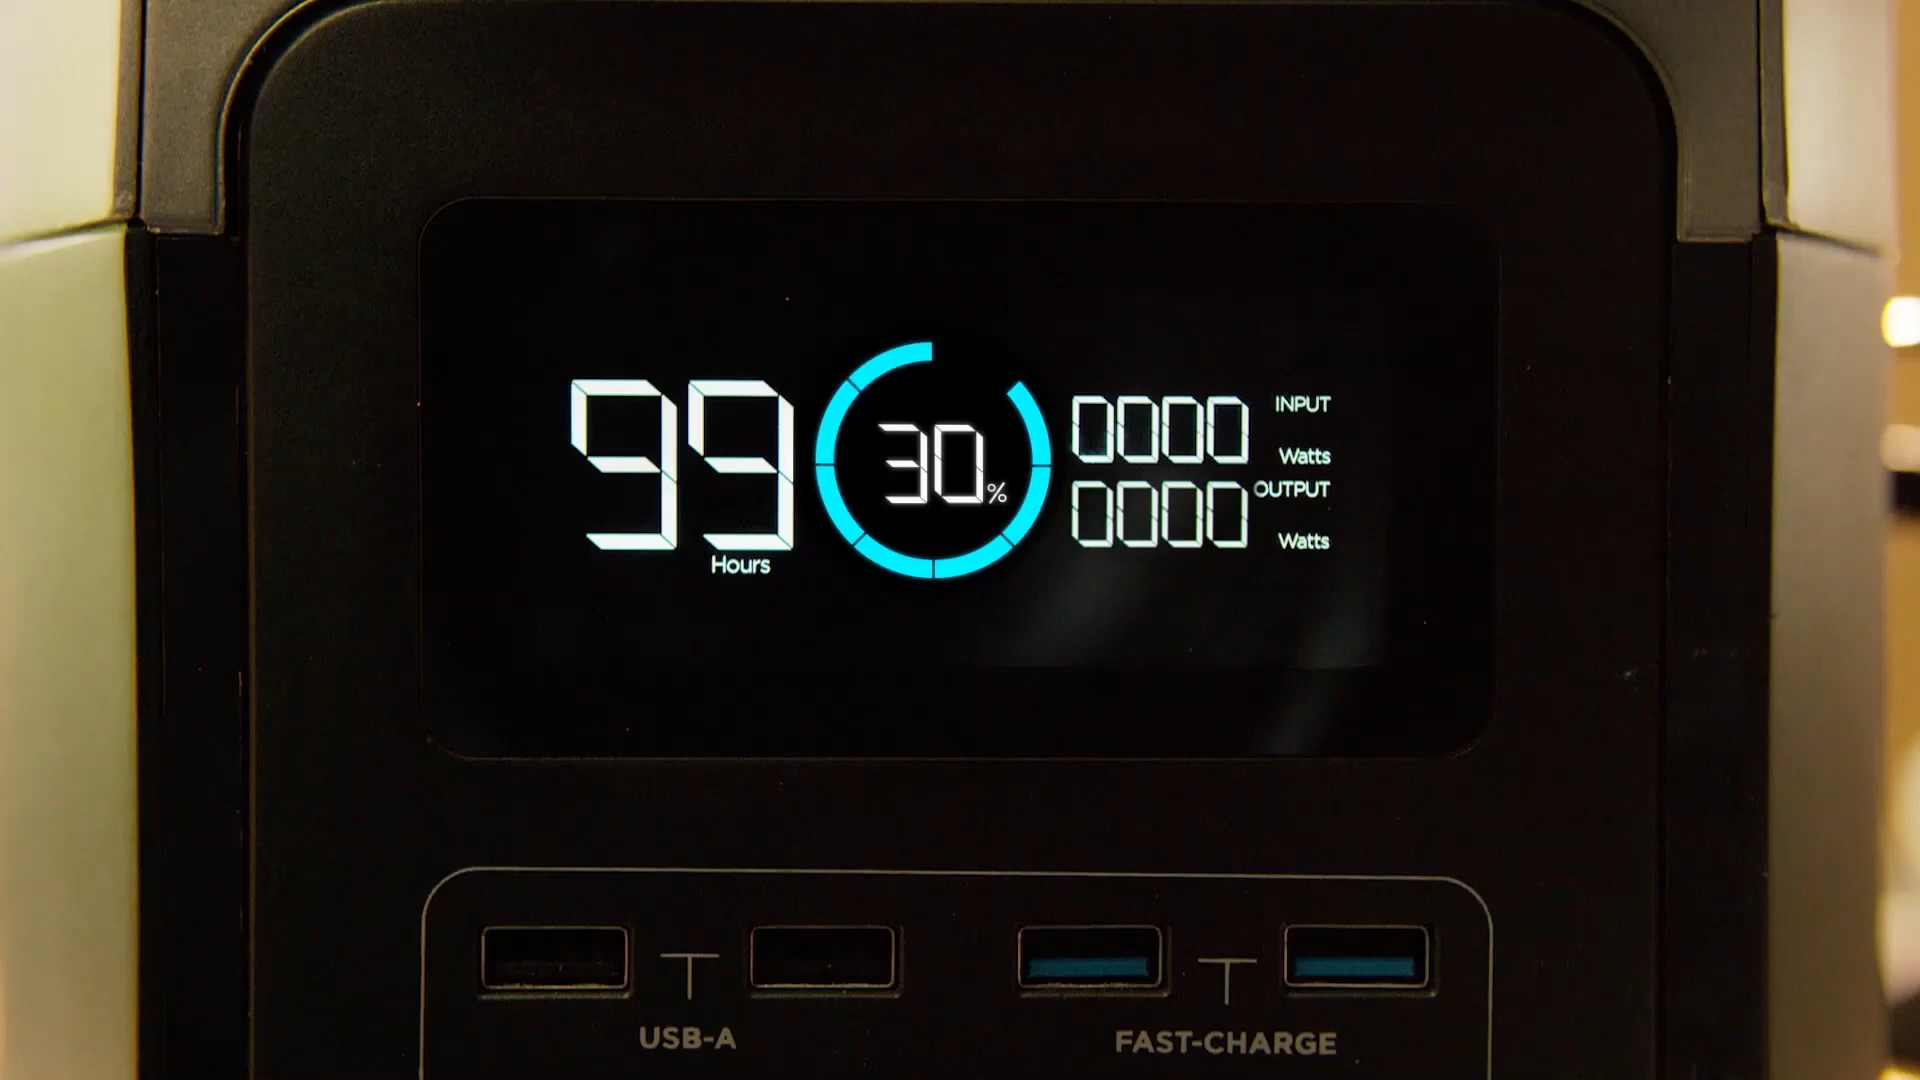 99
Hours
30%
0000 INPUT
Watts
0000 OUTPUT
Watts
USB-A
FAST-CHARGE